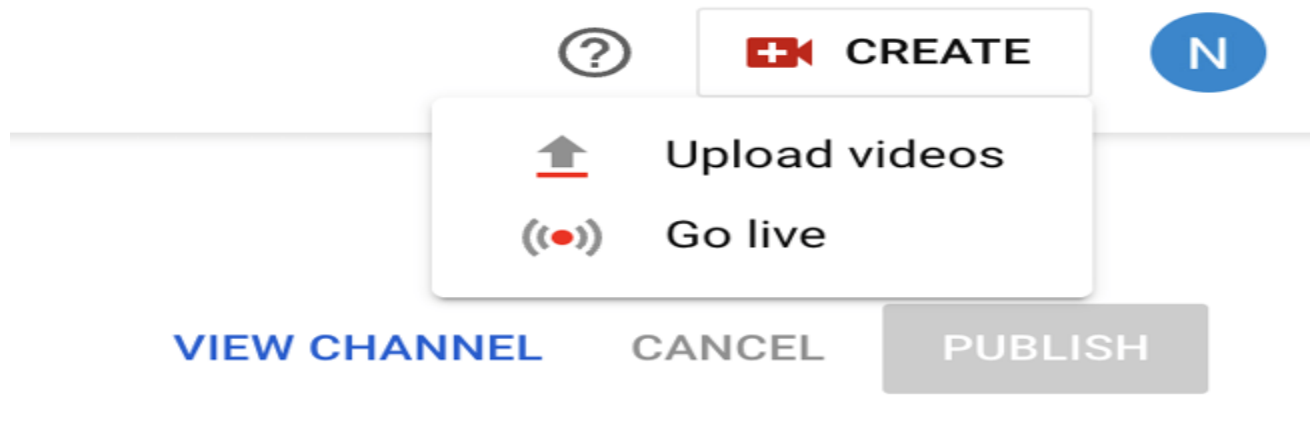 ? CREATE N
Upload videos
Go live
VIEW CHANNEL CANCEL PUBLISH